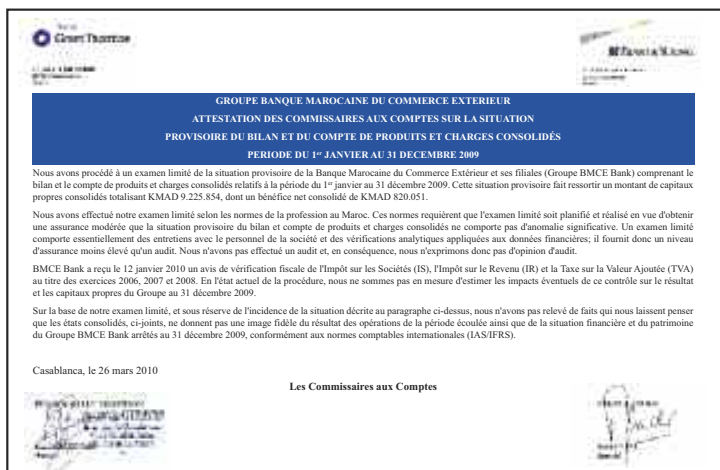 Grant Thornton
ERNST & YOUNG
GROUPE BANQUE MAROCAINE DU COMMERCE EXTERIEUR
ATTESTATION DES COMMISSAIRES AUX COMPTES SUR LA SITUATION
PROVISOIRE DU BILAN ET DU COMPTE DE PRODUITS ET CHARGES CONSOLIDÉS
PERIODE DU 1er JANVIER AU 31 DECEMBRE 2009
Nous avons procédé à un examen limité de la situation provisoire de la Banque Marocaine du Commerce Extérieur et ses filiales (Groupe BMCE Bank) comprenant le
bilan et le compte de produits et charges consolidés relatifs à la période du 1er janvier au 31 décembre 2009. Cette situation provisoire fait ressortir un montant de capitaux
propres consolidés totalisant KMAD 9.225.854, dont un bénéfice net consolidé de KMAD 820.051.
Nous avons effectué notre examen limité selon les normes de la profession au Maroc. Ces normes requièrent que l'examen limité soit planifié et réalisé en vue d'obtenir
une assurance modérée que la situation provisoire du bilan et compte de produits et charges consolidés ne comporte pas d'anomalie significative. Un examen limité
comporte essentiellement des entretiens avec le personnel de la société et des vérifications analytiques appliquées aux données financières; il fournit donc un niveau
d'assurance moins élevé qu'un audit. Nous n'avons pas effectué un audit et, en conséquence, nous n'exprimons donc pas d'opinion d'audit.
BMCE Bank a reçu le 12 janvier 2010 un avis de vérification fiscale de l'Impôt sur les Sociétés (IS), l'Impôt sur le Revenu (IR) et la Taxe sur la Valeur Ajoutée (TVA)
au titre des exercices 2006, 2007 et 2008. En l'état actuel de la procédure, nous ne sommes pas en mesure d'estimer les impacts éventuels de ce contrôle sur le résultat
et les capitaux propres du Groupe au 31 décembre 2009.
Sur la base de notre examen limité, et sous réserve de l'incidence de la situation décrite au paragraphe ci-dessus, nous n'avons pas relevé de faits qui nous laissent penser
que les états consolidés, ci-joints, ne donnent pas une image fidèle du résultat des opérations de la période écoulée ainsi que de la situation financière et du patrimoine
du Groupe BMCE Bank arrêtés au 31 décembre 2009, conformément aux normes comptables internationales (IAS/IFRS).
Casablanca, le 26 mars 2010
Les Commissaires aux Comptes